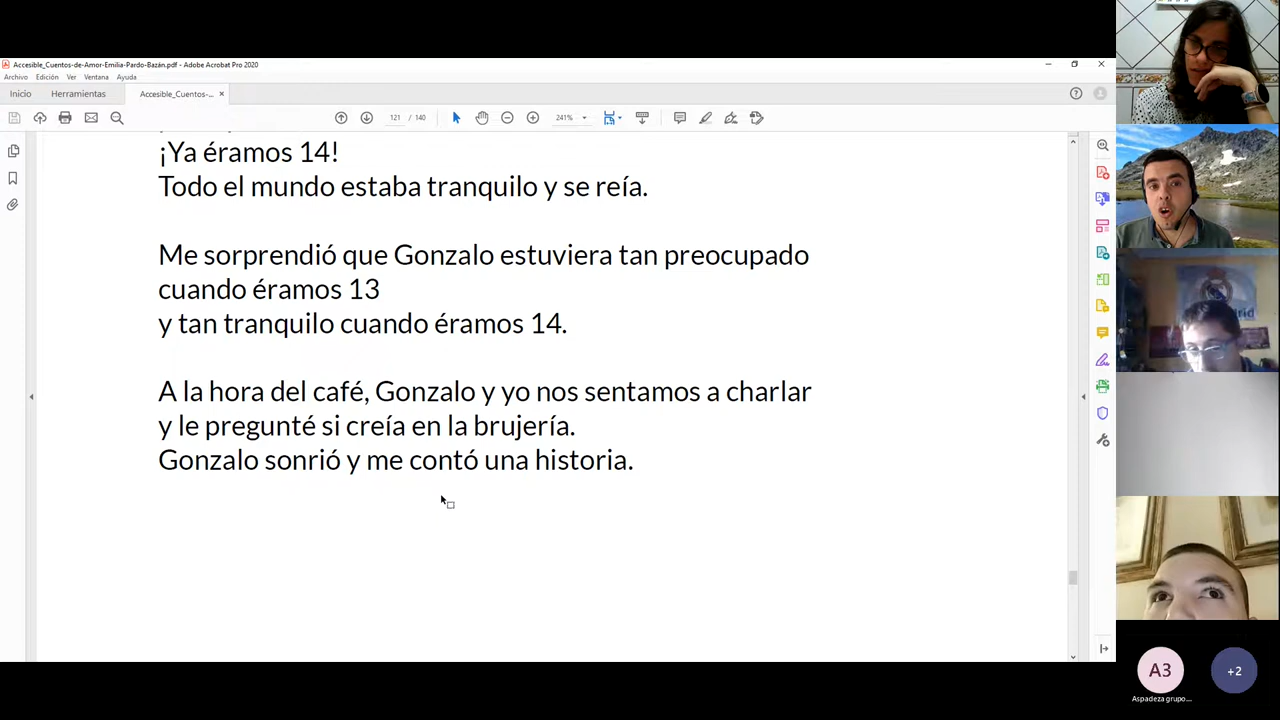 Accesible_Cuentos-de-Amor-Emilia-Pardo-Bazán.pdf - Adobe Acrobat Pro 2020
Archivo Edición Ver Ventana Ayuda
Inicio Herramientas Accesible_Cuentos-...
121 / 140 241%
¡Ya éramos 14!
Todo el mundo estaba tranquilo y se reía.
Me sorprendió que Gonzalo estuviera tan preocupado
cuando éramos 13
y tan tranquilo cuando éramos 14.
A la hora del café, Gonzalo y yo nos sentamos a charlar
y le pregunté si creía en la brujería.
Gonzalo sonrió y me contó una historia.
A3
Aspadeza grupo...
+2